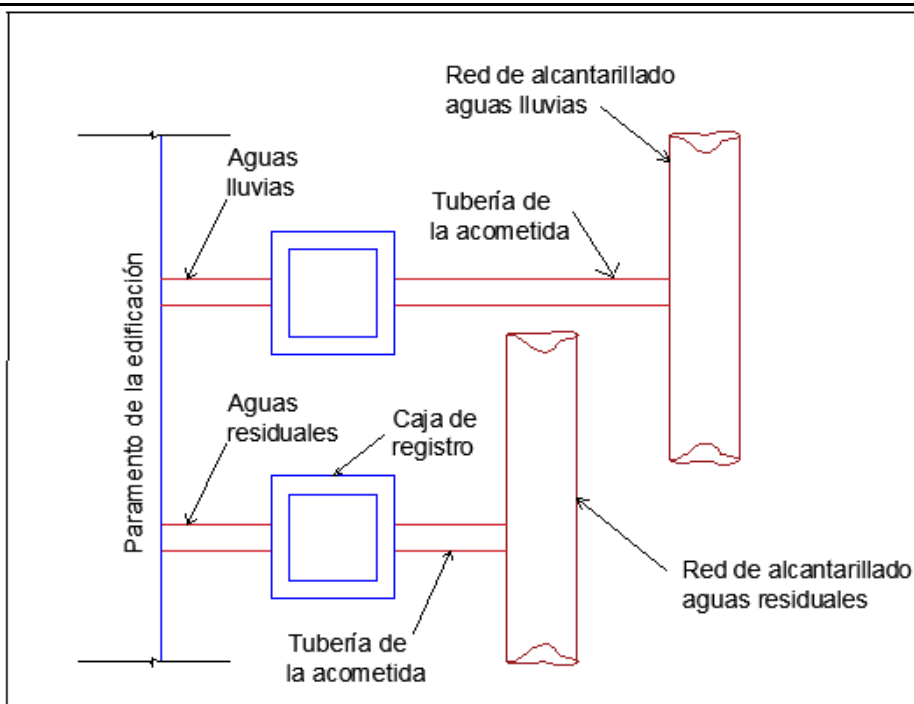 Red de alcantarillado
aguas lluvias
Aguas
lluvias
Tubería de
la acometida
Paramento de la edificación
Aguas
residuales
Caja de
registro
Red de alcantarillado
aguas residuales
Tubería de
la acometida